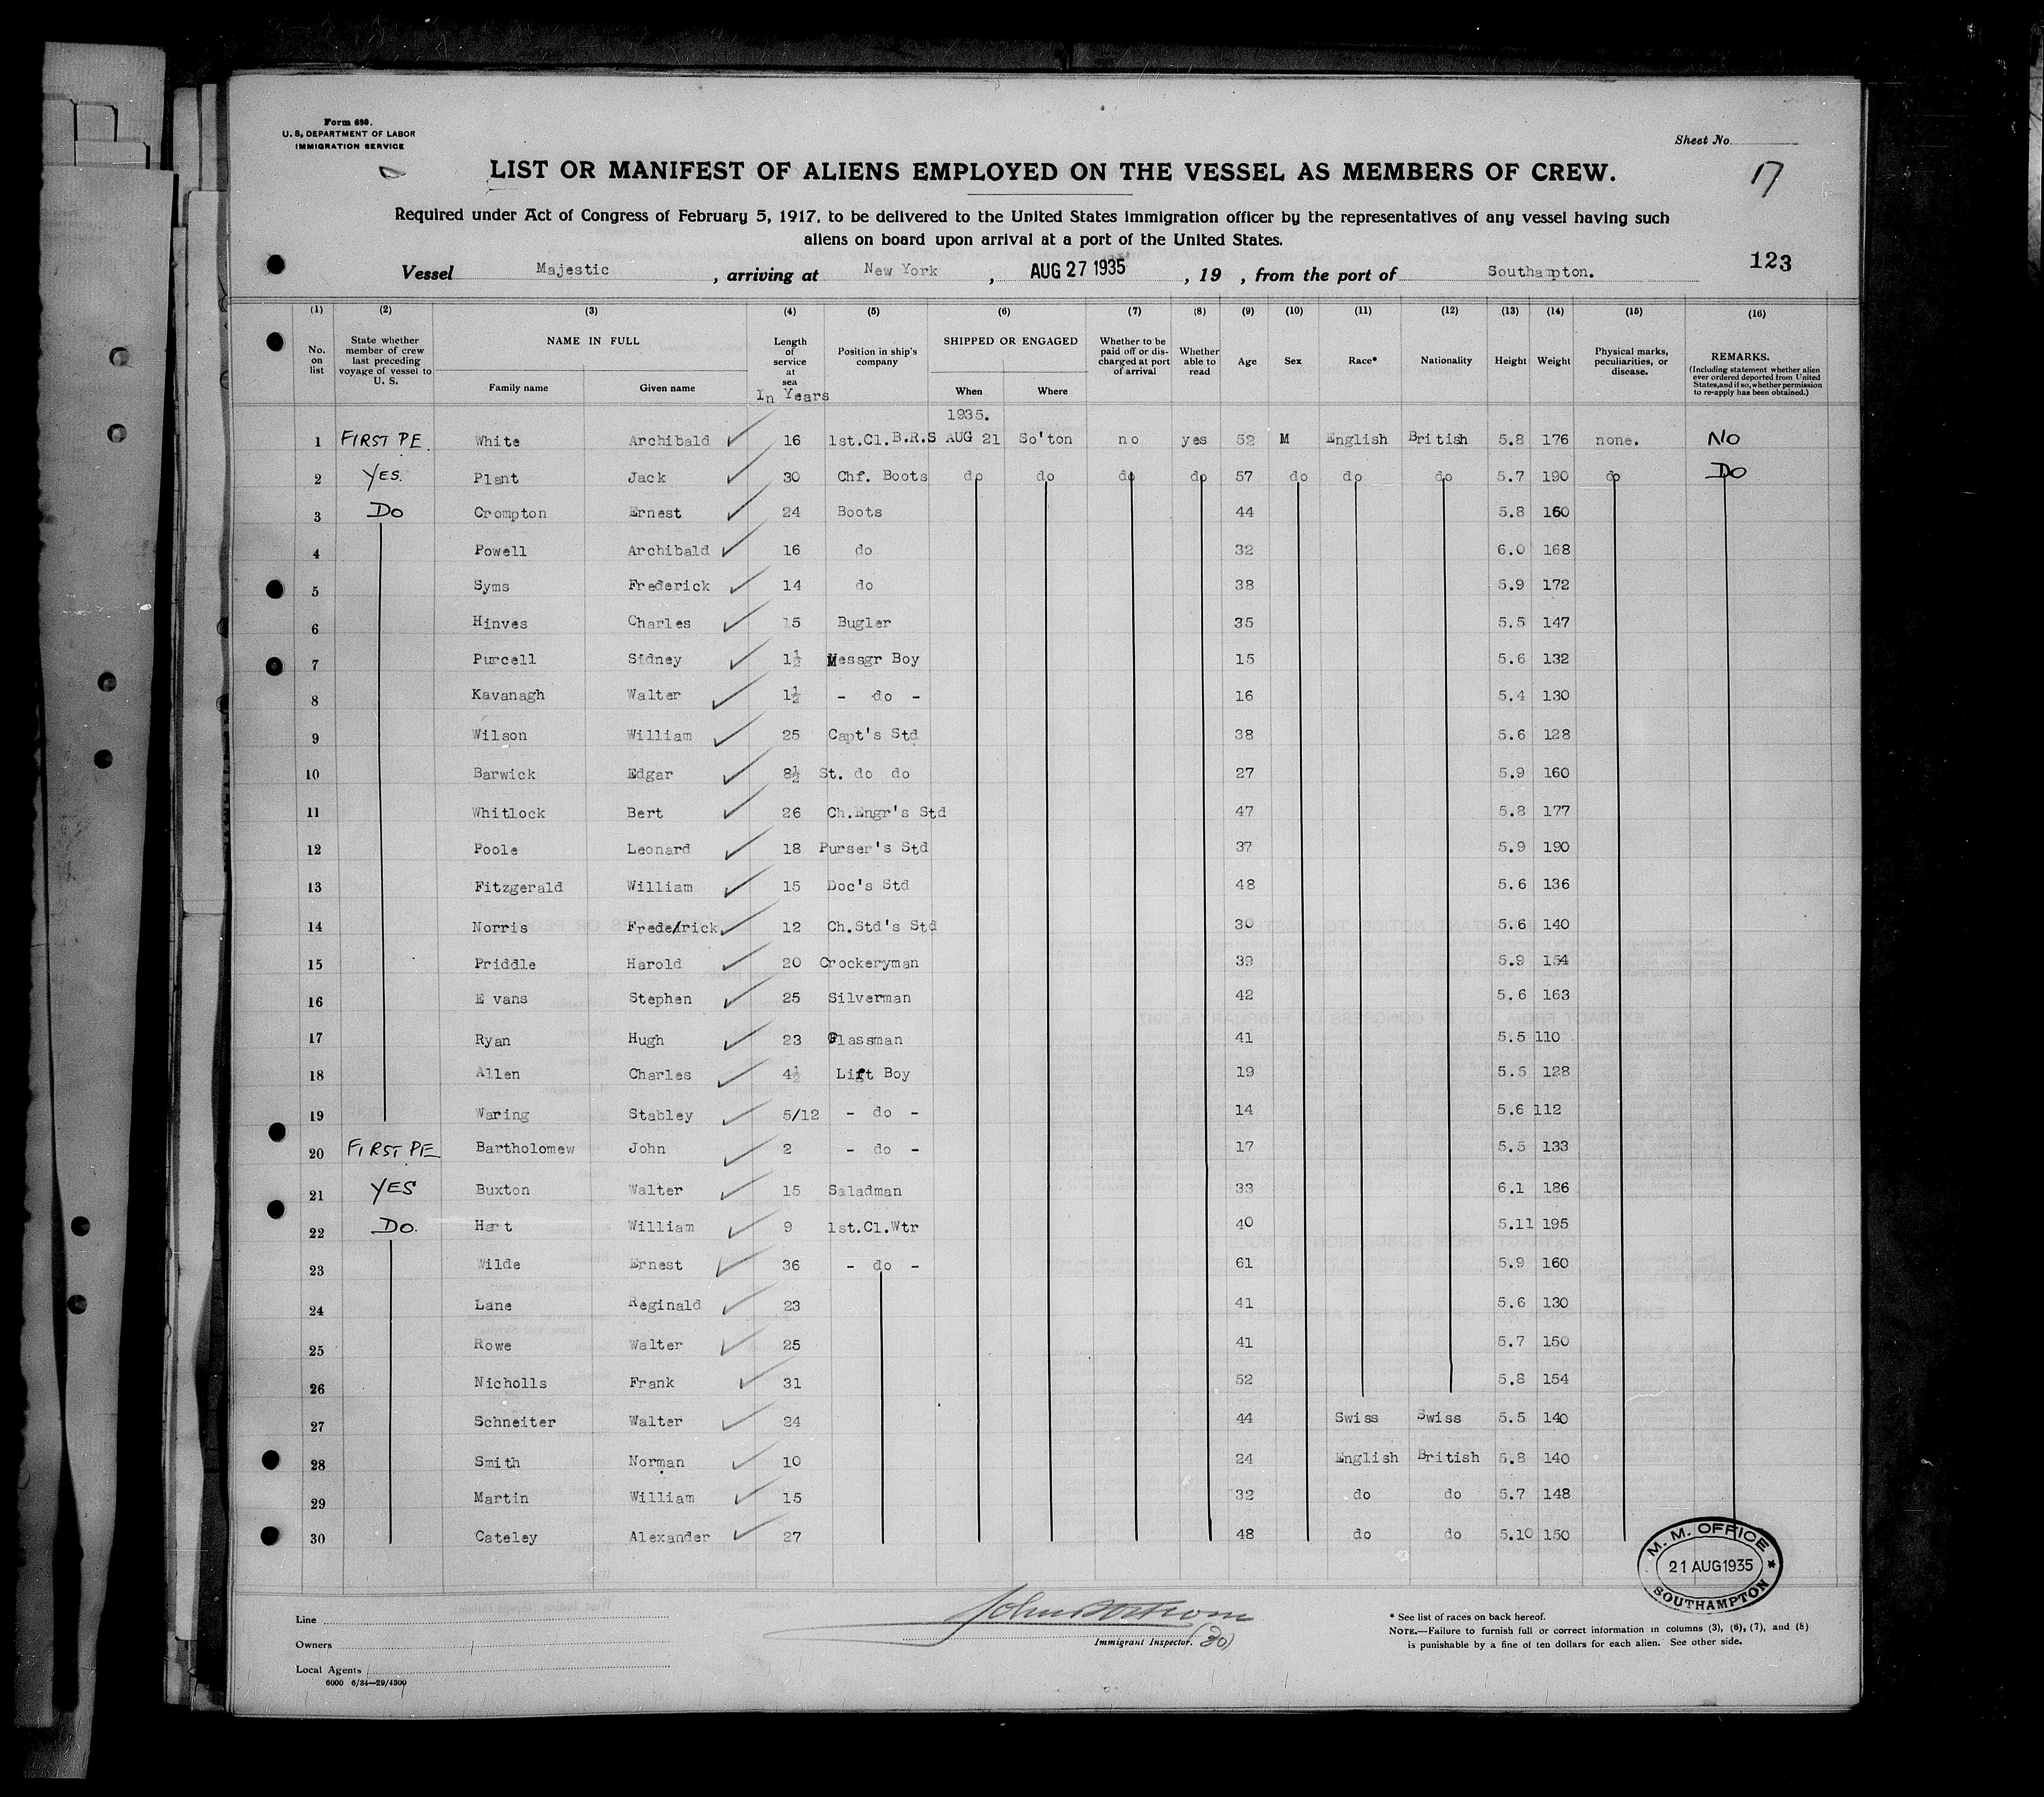 Form 680.
U. S. DEPARTMENT OF LABOR
IMMIGRATION SERVICE
Sheet No.
17
LIST OR MANIFEST OF ALIENS EMPLOYED ON THE VESSEL AS MEMBERS OF CREW.
Required under Act of Congress of February 5, 1917, to be delivered to the United States immigration officer by the representatives of any vessel having such
aliens on board upon arrival at a port of the United States.
123
Vessel Majestic , arriving at New York , AUG 27 1935 , 19 , from the port of Southampton.
(1) (2) (3) (4) (5) (6) (7) (8) (9) (10) (11) (12) (13) (14) (15) (16)
No. on list State whether member of crew last preceding voyage of vessel to U. S. NAME IN FULL Family name Given name Length of service at sea In Years Position in ship's company SHIPPED OR ENGAGED When Where Whether to be paid off or discharged at port of arrival Whether able to read Age Sex Race* Nationality Height Weight Physical marks, peculiarities, or disease. REMARKS. (Including statement whether alien ever ordered deported from United States, and if so, whether permission to re-apply has been obtained.)
1935.
1 FIRST PE White Archibald 16 1st.Cl.B.R.S AUG 21 So'ton no yes 52 M English British 5.8 176 none. NO
2 YES. Plant Jack 30 Chf. Boots do do do do 57 do do do 5.7 190 do DO
3 DO Crompton Ernest 24 Boots 44 5.8 160
4 Powell Archibald 16 do 32 6.0 168
5 Syms Frederick 14 do 38 5.9 172
6 Hinves Charles 15 Bugler 35 5.5 147
7 Purcell Sidney 1½ Messgr Boy 15 5.6 132
8 Kavanagh Walter 1½ - do - 16 5.4 130
9 Wilson William 25 Capt's Std 38 5.6 128
10 Barwick Edgar 8½ St. do do 27 5.9 160
11 Whitlock Bert 26 Ch.Engr's Std 47 5.8 177
12 Poole Leonard 18 Purser's Std 37 5.9 190
13 Fitzgerald William 15 Doc's Std 48 5.6 136
14 Norris Frederick 12 Ch.Std's Std 30 5.6 140
15 Priddle Harold 20 Crockeryman 39 5.9 154
16 E vans Stephen 25 Silverman 42 5.6 163
17 Ryan Hugh 23 Glassman 41 5.5 110
18 Allen Charles 4½ Lift Boy 19 5.5 128
19 Waring Stabley 5/12 - do - 14 5.6 112
20 FIRST PE Bartholomew John 2 - do - 17 5.5 133
21 YES Buxton Walter 15 Saladman 33 6.1 186
22 DO. Hart William 9 1st.Cl.Wtr 40 5.11 195
23 Wilde Ernest 36 - do - 61 5.9 160
24 Lane Reginald 23 41 5.6 130
25 Rowe Walter 25 41 5.7 150
26 Nicholls Frank 31 52 5.8 154
27 Schneiter Walter 24 44 Swiss Swiss 5.5 140
28 Smith Norman 10 24 English British 5.8 140
29 Martin William 15 32 do do 5.7 148
30 Cateley Alexander 27 48 do do 5.10 150
M. M. OFFICE
21 AUG 1935
SOUTHAMPTON
Line
Owners
Local Agents
6000 6/34—29/4300
Immigrant Inspector. (30)
* See list of races on back hereof.
NOTE.—Failure to furnish full or correct information in columns (3), (6), (7), and (8)
is punishable by a fine of ten dollars for each alien. See other side.